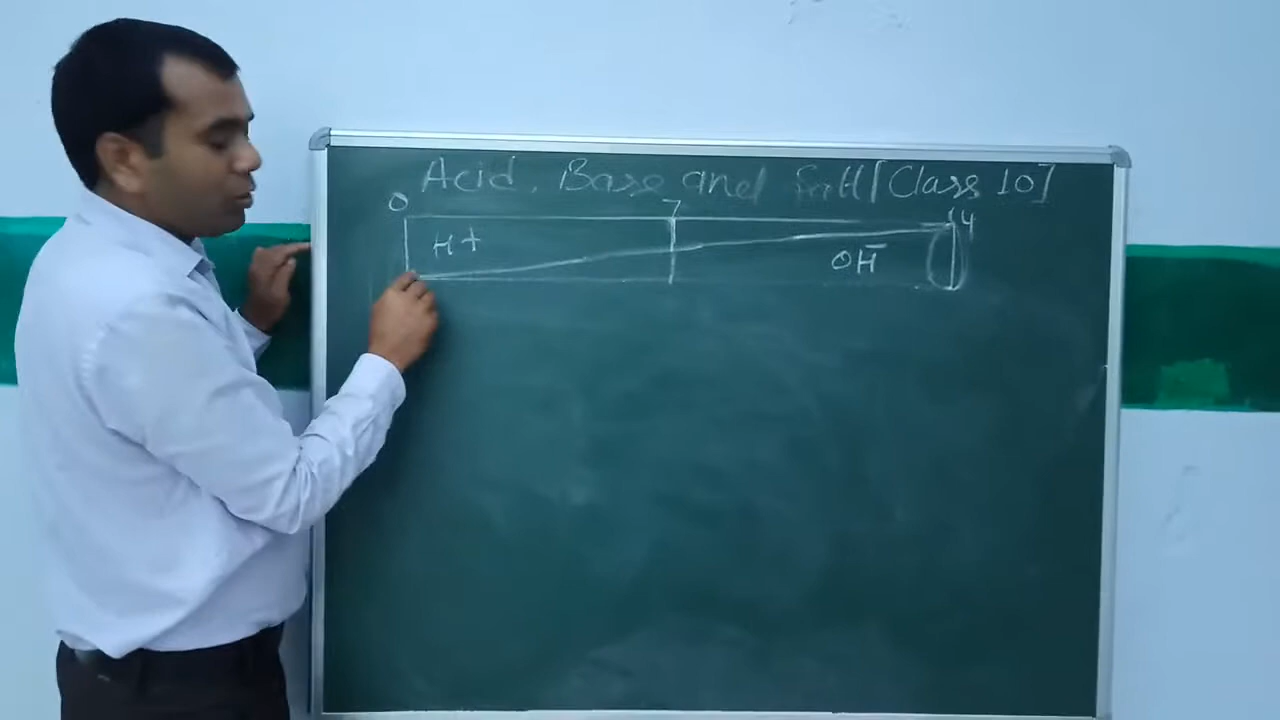 Acid, Base and Salt [Class 10]
0 7 14
H+ OH⁻